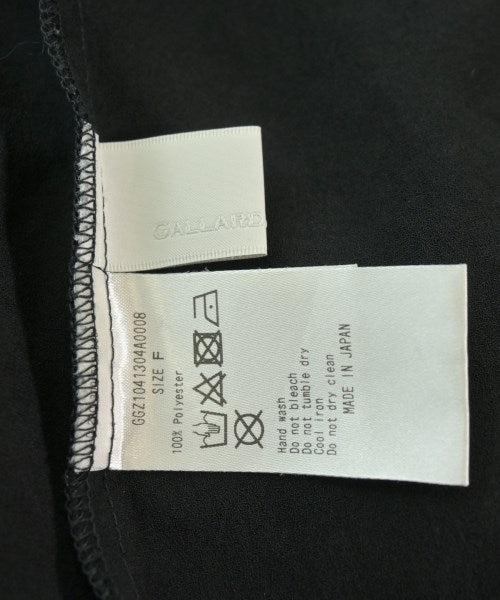 GALLARD
GGZ1041304A0008
SIZE F
100% Polyester
Hand wash
Do not bleach
Do not tumble dry
Cool iron
Do not dry clean
MADE IN JAPAN